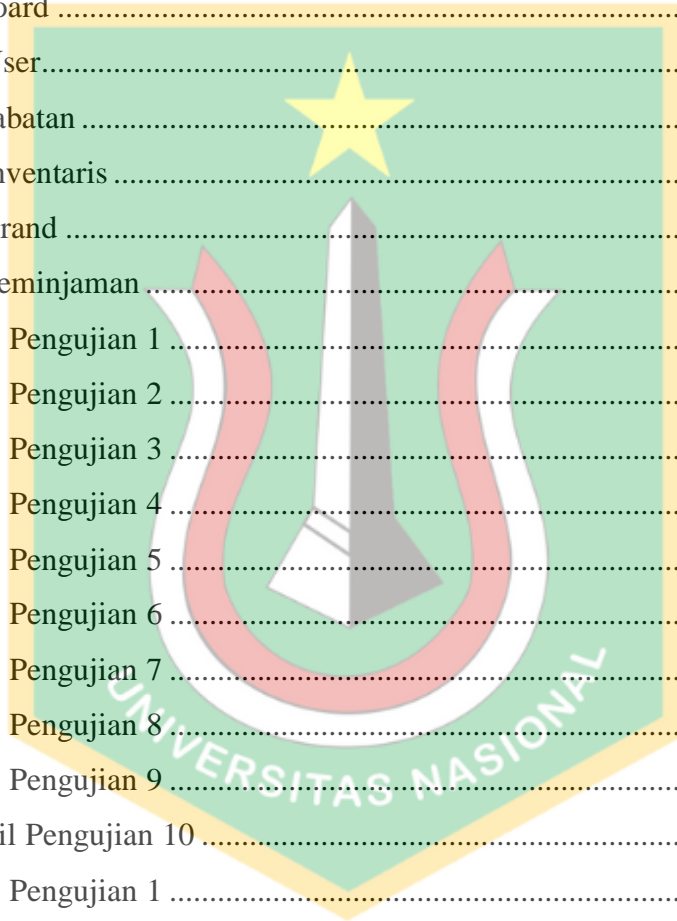 oard ........................................................................
User..........................................................................
abatan .....................................................................
nventaris .................................................................
rand .......................................................................
eminjaman ..............................................................
Pengujian 1 ..........................................................
Pengujian 2 ..........................................................
Pengujian 3 ..........................................................
Pengujian 4 ..........................................................
Pengujian 5 ..........................................................
Pengujian 6 ..........................................................
Pengujian 7 ..........................................................
Pengujian 8 ..........................................................
Pengujian 9 ..........................................................
il Pengujian 10 .....................................................
Pengujian 1 ..........................................................
UNIVERSITAS NASIONAL